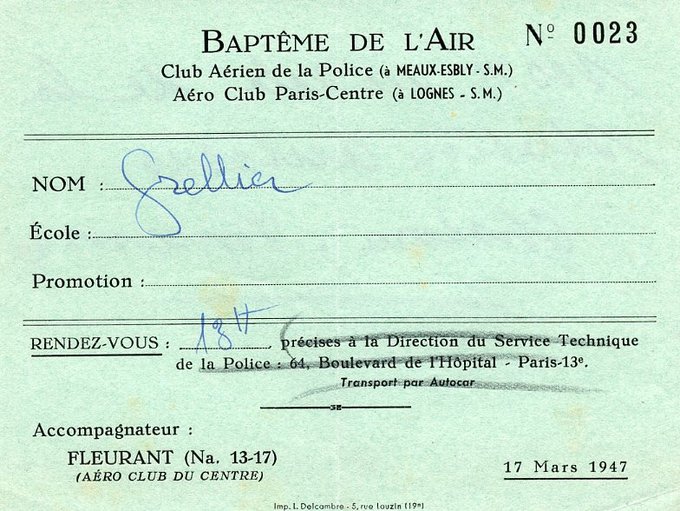 BAPTÊME DE L'AIR
Nº 0023
Club Aérien de la Police (à MEAUX-ESBLY - S.M.)
Aéro Club Paris-Centre (à LOGNES - S.M.)
NOM : Grellier
École :
Promotion :
RENDEZ-VOUS : 13H, précises à la Direction du Service Technique
de la Police : 64, Boulevard de l'Hôpital - Paris-13e.
Transport par Autocar
Accompagnateur :
FLEURANT (Na. 13-17)
(AÉRO CLUB DU CENTRE)
17 Mars 1947
Imp. I. Delcambre - 5, rue Lauzin (19e)